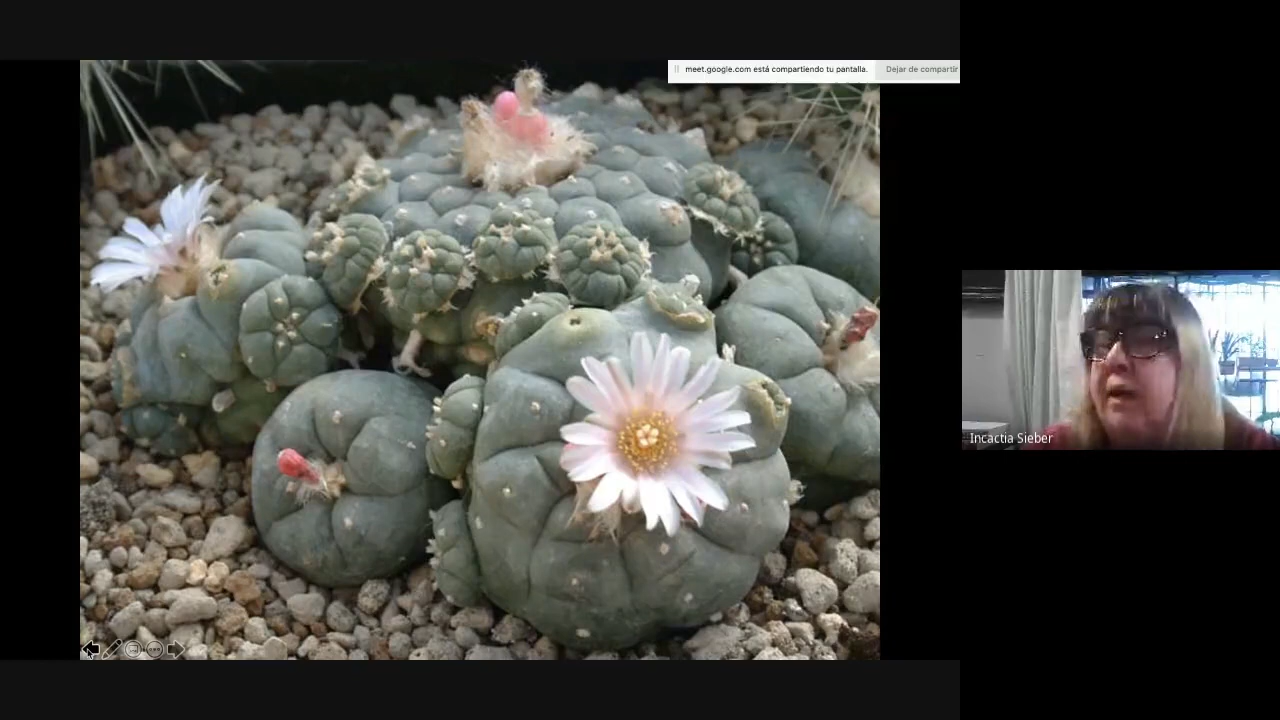 meet.google.com está compartiendo tu pantalla.
Dejar de compartir
Incactia Sieber